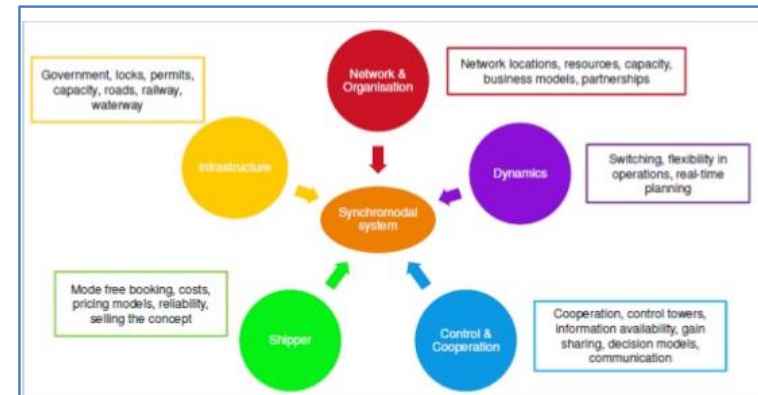 Government, locks, permits,
capacity, roads, railway,
waterway
Network &
Organisation
Network locations, resources, capacity,
business models, partnerships
Infrastructure
Dynamics
Switching, flexibility in
operations, real-time
planning
Synchromodal
system
Mode free booking, costs,
pricing models, reliability,
selling the concept
Shipper
Control &
Cooperation
Cooperation, control towers,
information availability, gain
sharing, decision models,
communication